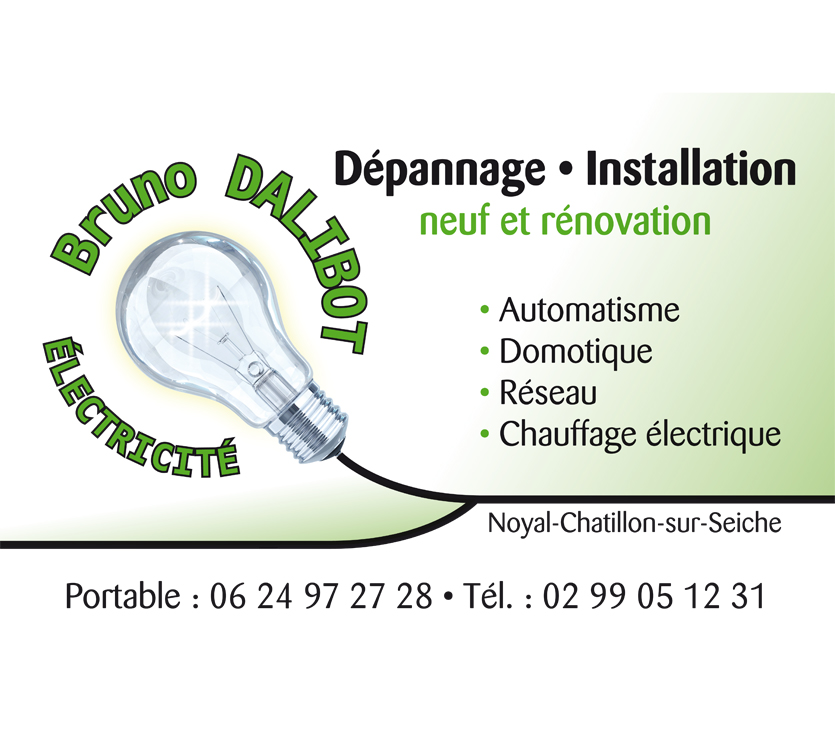 Bruno DALIBOT
ÉLECTRICITÉ
Dépannage • Installation
neuf et rénovation
• Automatisme
• Domotique
• Réseau
• Chauffage électrique
Noyal-Chatillon-sur-Seiche
Portable : 06 24 97 27 28 • Tél. : 02 99 05 12 31